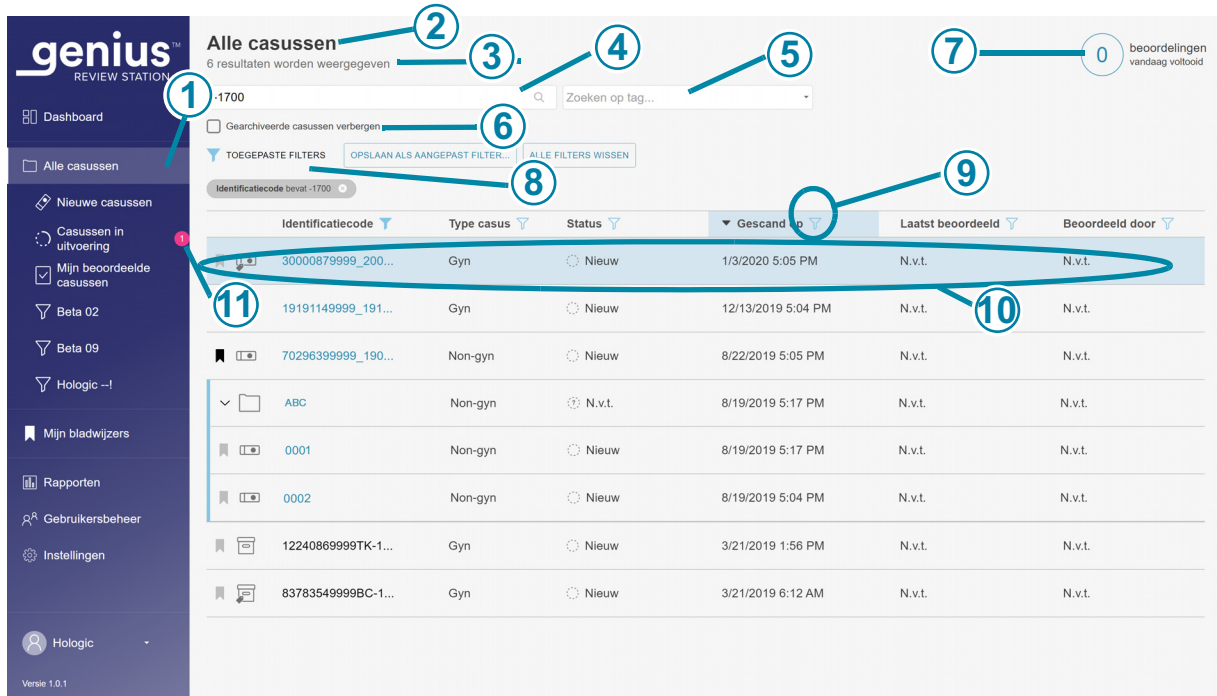 genius™
REVIEW STATION
Dashboard
Alle casussen
Nieuwe casussen
Casussen in
uitvoering
1
Mijn beoordeelde
casussen
Beta 02
Beta 09
Hologic --!
Mijn bladwijzers
Rapporten
Gebruikersbeheer
Instellingen
Hologic
Versie 1.0.1
Alle casussen
6 resultaten worden weergegeven
-1700
Zoeken op tag...
0 beoordelingen
vandaag voltooid
Gearchiveerde casussen verbergen
TOEGEPASTE FILTERS OPSLAAN ALS AANGEPAST FILTER... ALLE FILTERS WISSEN
Identificatiecode bevat -1700
Identificatiecode Type casus Status Gescand op Laatst beoordeeld Beoordeeld door
30000879999_200... Gyn Nieuw 1/3/2020 5:05 PM N.v.t. N.v.t.
19191149999_191... Gyn Nieuw 12/13/2019 5:04 PM N.v.t. N.v.t.
70296399999_190... Non-gyn Nieuw 8/22/2019 5:05 PM N.v.t. N.v.t.
ABC Non-gyn N.v.t. 8/19/2019 5:17 PM N.v.t. N.v.t.
0001 Non-gyn Nieuw 8/19/2019 5:17 PM N.v.t. N.v.t.
0002 Non-gyn Nieuw 8/19/2019 5:04 PM N.v.t. N.v.t.
12240869999TK-1... Gyn Nieuw 3/21/2019 1:56 PM N.v.t. N.v.t.
83783549999BC-1... Gyn Nieuw 3/21/2019 6:12 AM N.v.t. N.v.t.
1
2
3
4
5
6
7
8
9
10
11